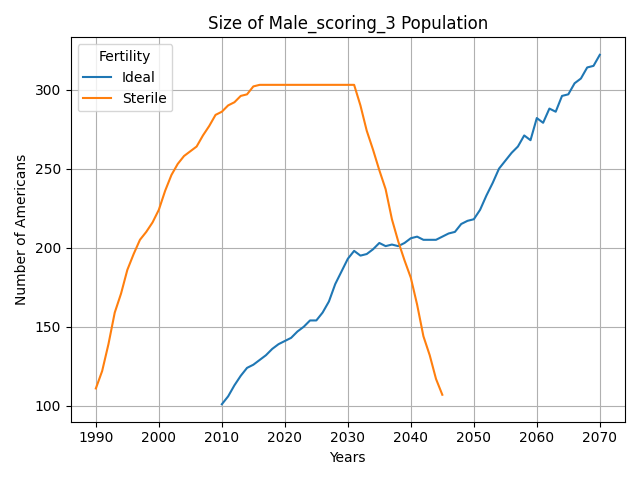 Size of Male_scoring_3 Population
Fertility
Ideal
Sterile
Number of Americans
300
250
200
150
100
1990 2000 2010 2020 2030 2040 2050 2060 2070
Years